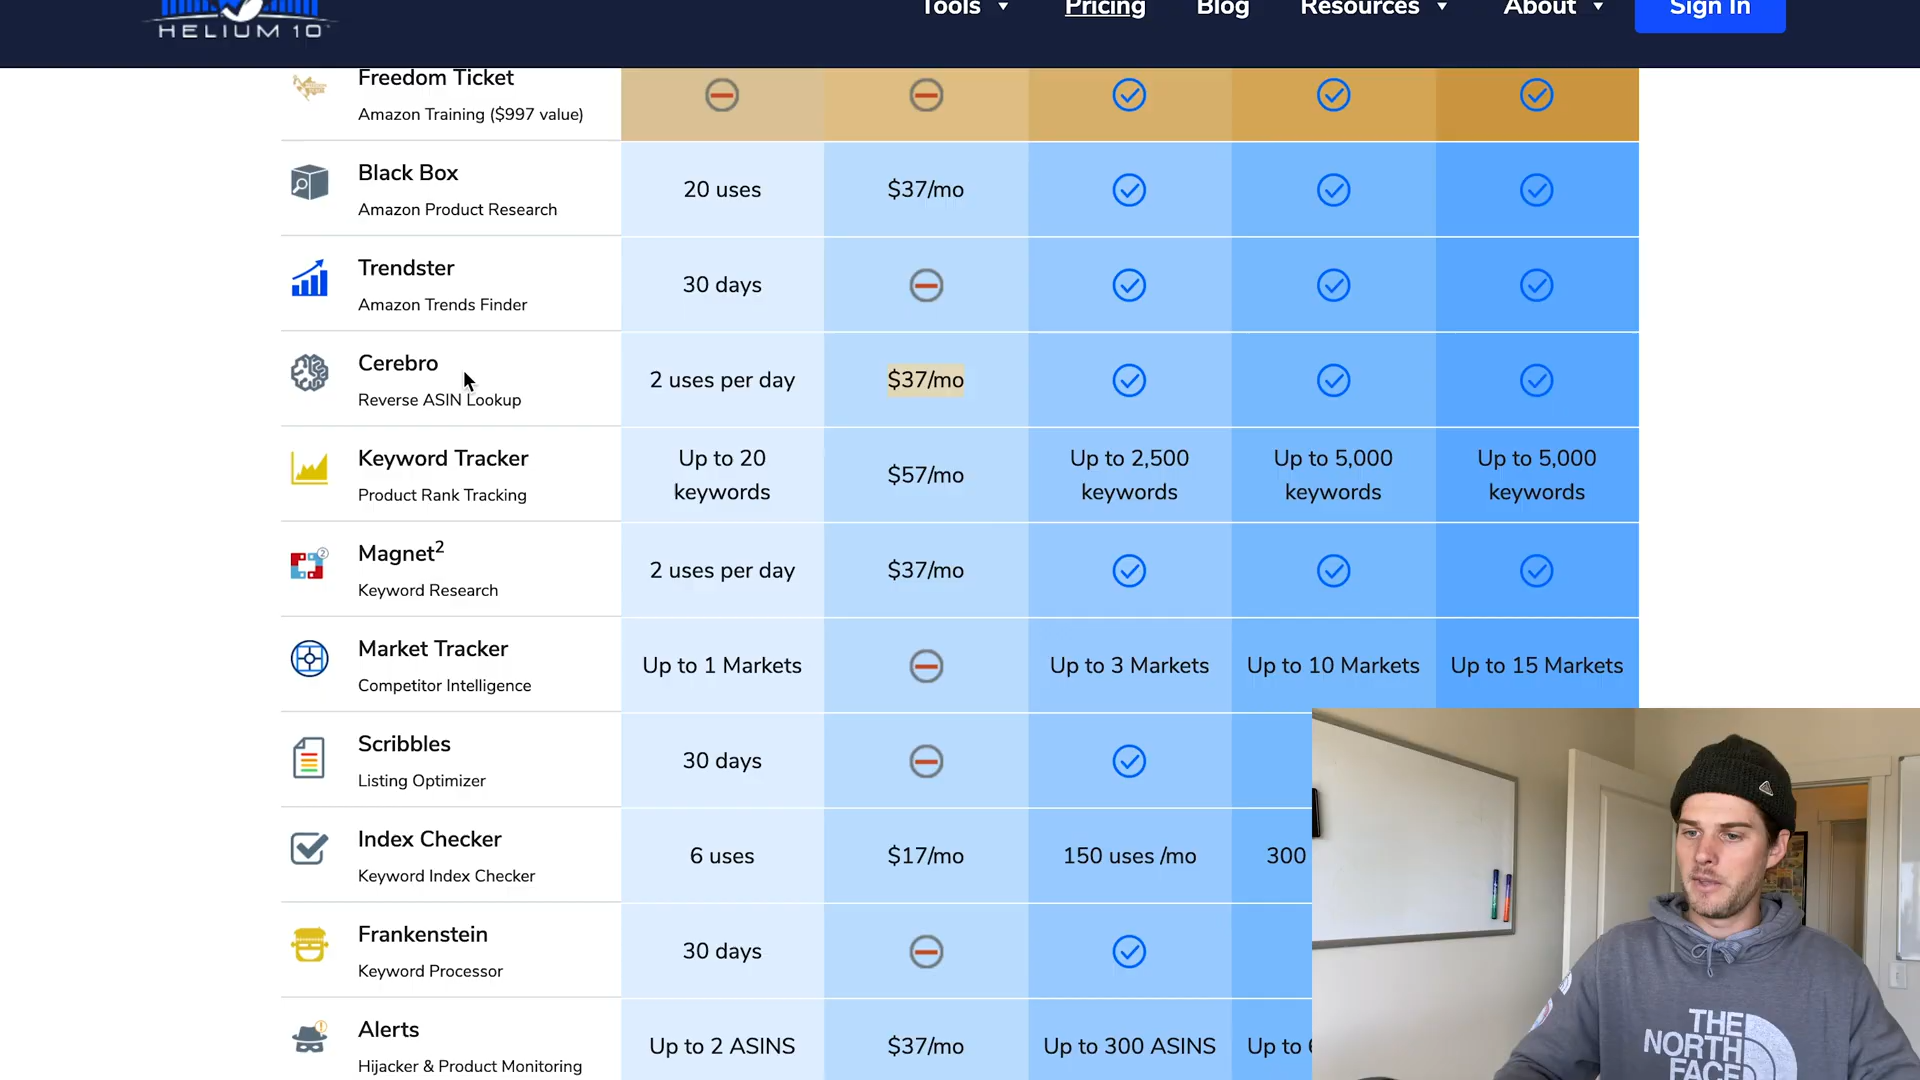 HELIUM 10
Tools
Pricing
Blog
Resources
About
Sign In
Freedom Ticket
Amazon Training ($997 value)
Black Box
Amazon Product Research
20 uses
$37/mo
Trendster
Amazon Trends Finder
30 days
Cerebro
Reverse ASIN Lookup
2 uses per day
$37/mo
Keyword Tracker
Product Rank Tracking
Up to 20
keywords
$57/mo
Up to 2,500
keywords
Up to 5,000
keywords
Up to 5,000
keywords
Magnet2
Keyword Research
2 uses per day
$37/mo
Market Tracker
Competitor Intelligence
Up to 1 Markets
Up to 3 Markets
Up to 10 Markets
Up to 15 Markets
Scribbles
Listing Optimizer
30 days
Index Checker
Keyword Index Checker
6 uses
$17/mo
150 uses /mo
300
Frankenstein
Keyword Processor
30 days
Alerts
Hijacker & Product Monitoring
Up to 2 ASINS
$37/mo
Up to 300 ASINS
Up to
THE
NORTH
FACE